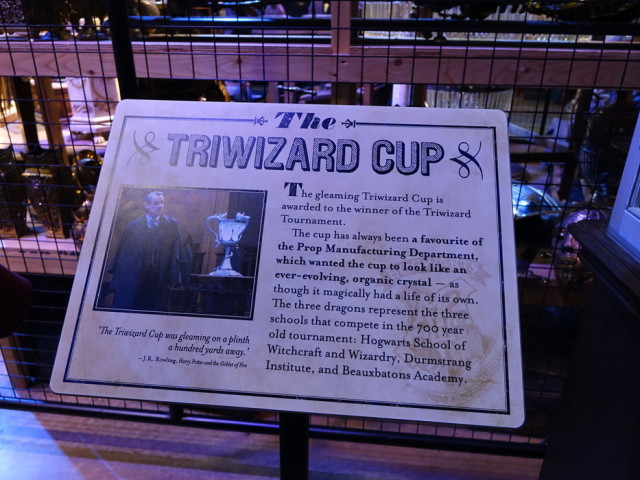 The
TRIWIZARD CUP
The gleaming Triwizard Cup is
awarded to the winner of the Triwizard
Tournament.
The cup has always been a favourite of
the Prop Manufacturing Department,
which wanted the cup to look like an
ever-evolving, organic crystal — as
though it magically had a life of its own.
The three dragons represent the three
schools that compete in the 700 year
old tournament: Hogwarts School of
Witchcraft and Wizardry, Durmstrang
Institute, and Beauxbatons Academy.
'The Triwizard Cup was gleaming on a plinth
a hundred yards away.'
—J.K. Rowling, Harry Potter and the Goblet of Fire